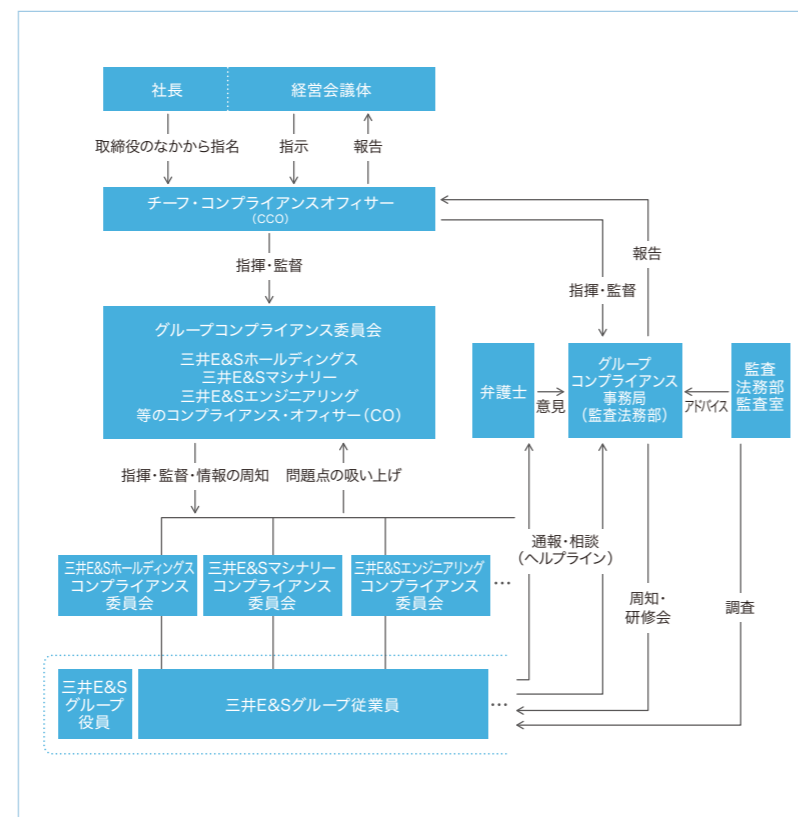 社長
経営会議体
取締役のなかから指名
指示
報告
チーフ・コンプライアンスオフィサー
(CCO)
指揮・監督
報告
指揮・監督
グループコンプライアンス委員会
三井E&Sホールディングス
三井E&Sマシナリー
三井E&Sエンジニアリング
等のコンプライアンス・オフィサー(CO)
弁護士
意見
グループ
コンプライアンス
事務局
(監査法務部)
アドバイス
監査
法務部
監査室
指揮・監督・情報の周知
問題点の吸い上げ
通報・相談
(ヘルプライン)
三井E&Sホールディングス
コンプライアンス
委員会
三井E&Sマシナリー
コンプライアンス
委員会
三井E&Sエンジニアリング
コンプライアンス
委員会
…
周知・
研修会
調査
三井E&S
グループ
役員
三井E&Sグループ従業員
…